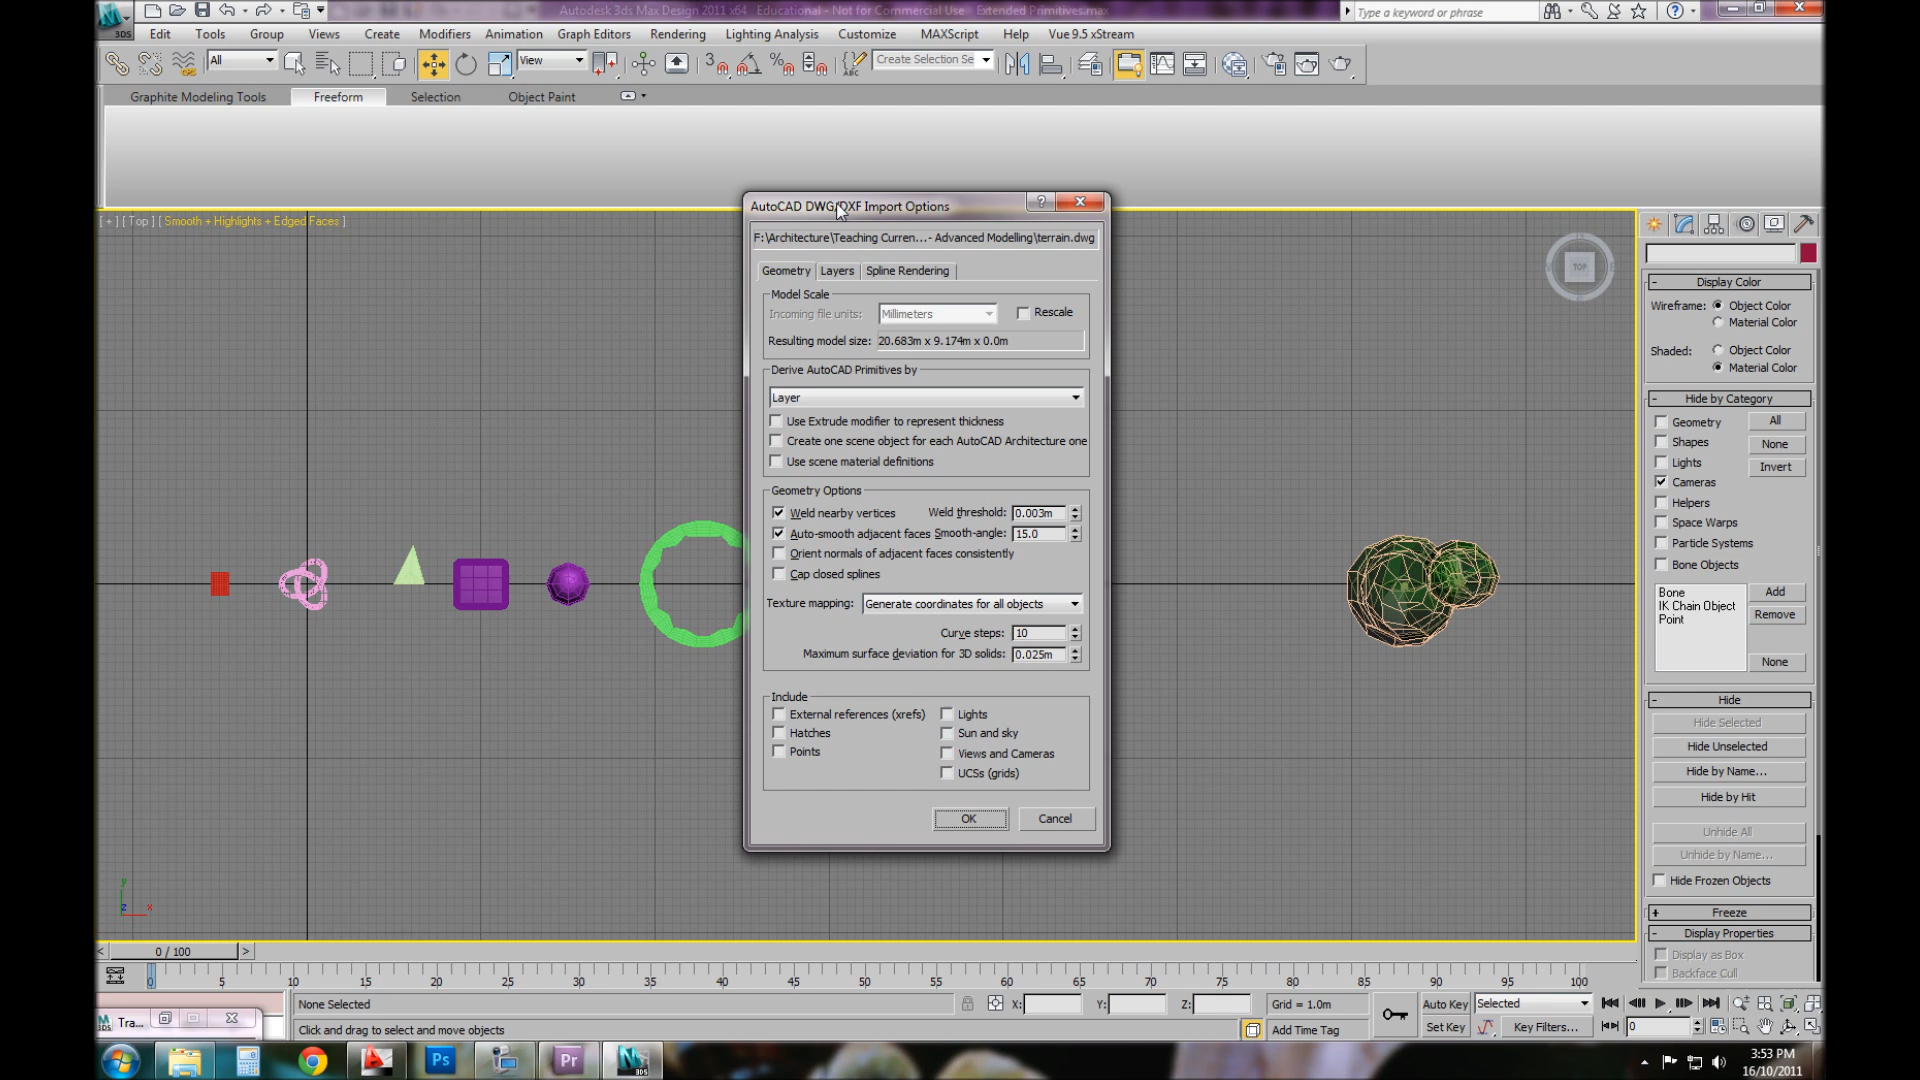 Autodesk 3ds Max Design 2011 x64 Educational - Not for Commercial Use Extended Primitives.max
Type a keyword or phrase
3DS
Edit Tools Group Views Create Modifiers Animation Graph Editors Rendering Lighting Analysis Customize MAXScript Help Vue 9.5 xStream
All
View
Create Selection Se
Graphite Modeling Tools Freeform Selection Object Paint
[ + ] [ Top ] [ Smooth + Highlights + Edged Faces ]
TOP
AutoCAD DWG/DXF Import Options
F:\Architecture\Teaching Curren...- Advanced Modelling\terrain.dwg
Geometry Layers Spline Rendering
Model Scale
Incoming file units: Millimeters Rescale
Resulting model size: 20.683m x 9.174m x 0.0m
Derive AutoCAD Primitives by
Layer
Use Extrude modifier to represent thickness
Create one scene object for each AutoCAD Architecture one
Use scene material definitions
Geometry Options
Weld nearby vertices Weld threshold: 0.003m
Auto-smooth adjacent faces Smooth-angle: 15.0
Orient normals of adjacent faces consistently
Cap closed splines
Texture mapping: Generate coordinates for all objects
Curve steps: 10
Maximum surface deviation for 3D solids: 0.025m
Include
External references (xrefs) Lights
Hatches Sun and sky
Points Views and Cameras
UCSs (grids)
OK Cancel
Display Color
Wireframe: Object Color
Material Color
Shaded: Object Color
Material Color
Hide by Category
Geometry All
Shapes None
Lights Invert
Cameras
Helpers
Space Warps
Particle Systems
Bone Objects
Bone
IK Chain Object
Point
Add
Remove
None
Hide
Hide Selected
Hide Unselected
Hide by Name...
Hide by Hit
Unhide All
Unhide by Name...
Hide Frozen Objects
Freeze
Display Properties
Display as Box
Backface Cull
y
z x
0 / 100
0 5 10 15 20 25 30 35 40 45 50 55 60 65 70 75 80 85 90 95 100
None Selected X: Y: Z: Grid = 1.0m Auto Key Selected
Click and drag to select and move objects Add Time Tag Set Key Key Filters... 0
Tra...
Ps Pr
3:53 PM
16/10/2011